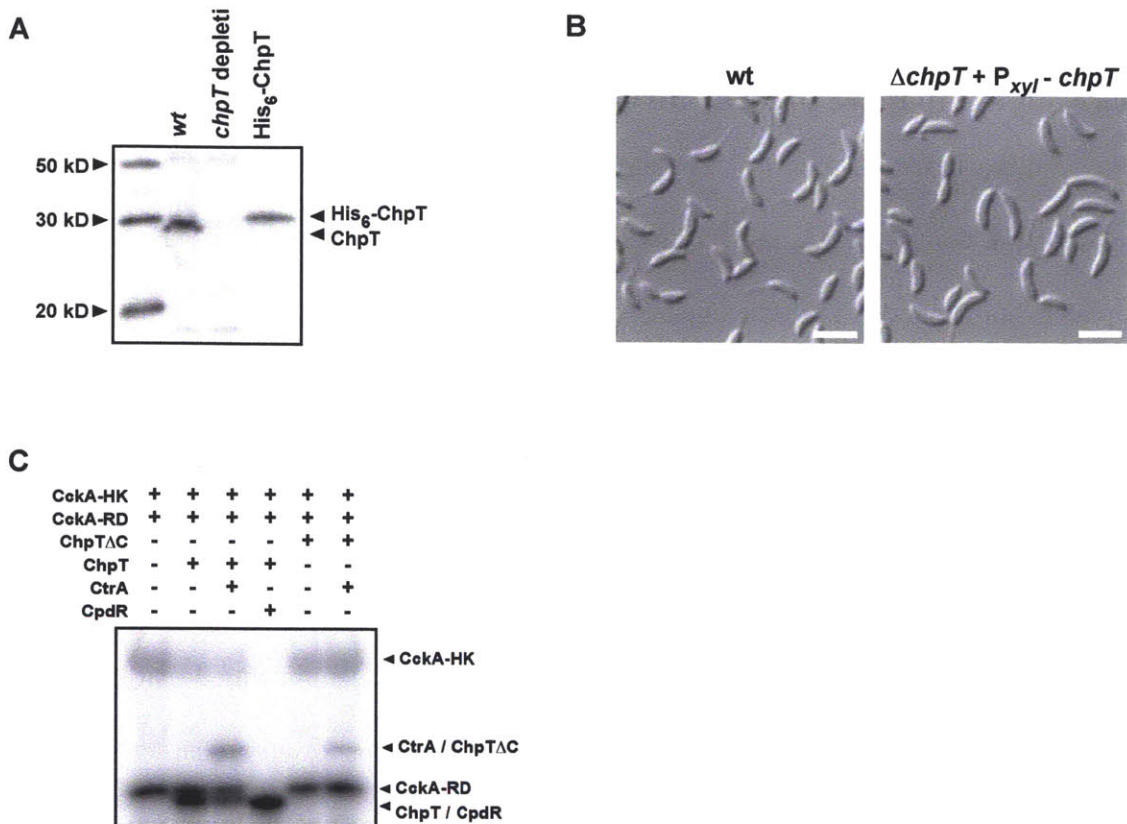 A
wt
chpT depleti
His6-ChpT
50 kD
30 kD
20 kD
His6-ChpT
ChpT
B
wt
ΔchpT + Pxyl - chpT
C
CckA-HK + + + + + +
CckA-RD + + + + + +
ChpTΔC - - - - + +
ChpT - + + + - -
CtrA - - + - - +
CpdR - - - + - -
CckA-HK
CtrA / ChpTΔC
CckA-RD
ChpT / CpdR